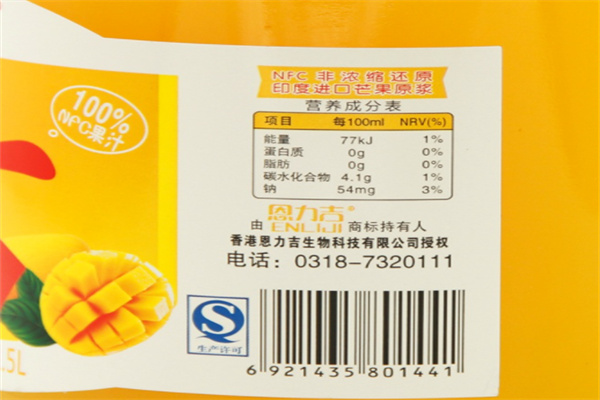 100%
NFC果汁
.5L
NFC 非浓缩还原
印度进口芒果原浆
营养成分表
项目 每100ml NRV(%)
能量 77kJ 1%
蛋白质 0g 0%
脂肪 0g 0%
碳水化合物 4.1g 1%
钠 54mg 3%
由 恩力吉® ENLIJI 商标持有人
香港恩力吉生物科技有限公司授权
电话：0318-7320111
QS
生产许可
6 921435 801441